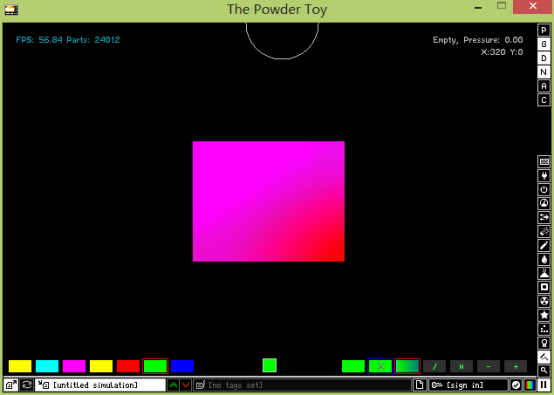 The Powder Toy
FPS: 56.84 Parts: 24012
Empty, Pressure: 0.00
X:320 Y:0
P
G
D
N
A
C
/ × - +
[untitled simulation] [no tags set] [sign in]